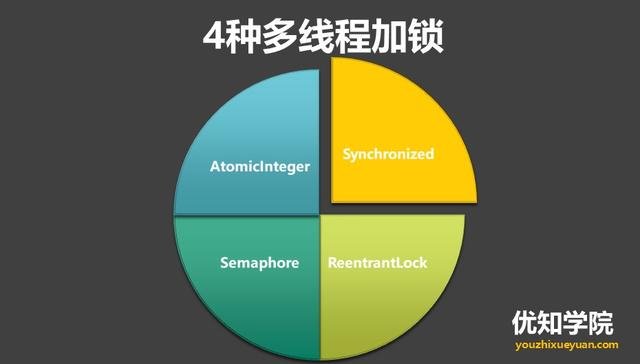 4种多线程加锁
AtomicInteger
Synchronized
Semaphore
ReentrantLock
优知学院
youzhixueyuan.com